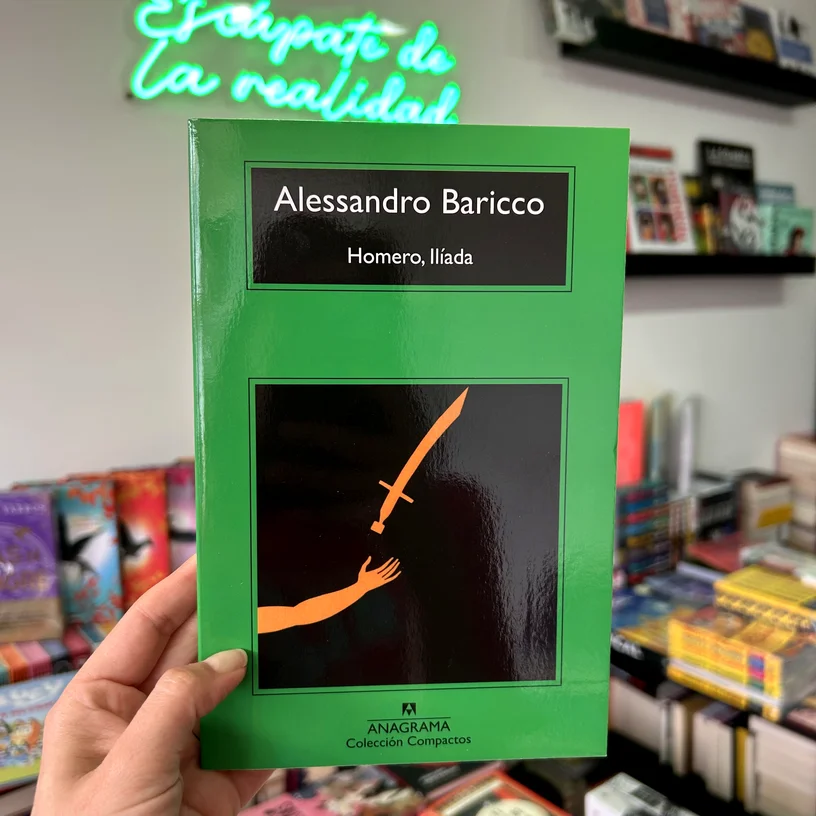 Escápate de
la realidad
Alessandro Baricco
Homero, Ilíada
ANAGRAMA
Colección Compactos